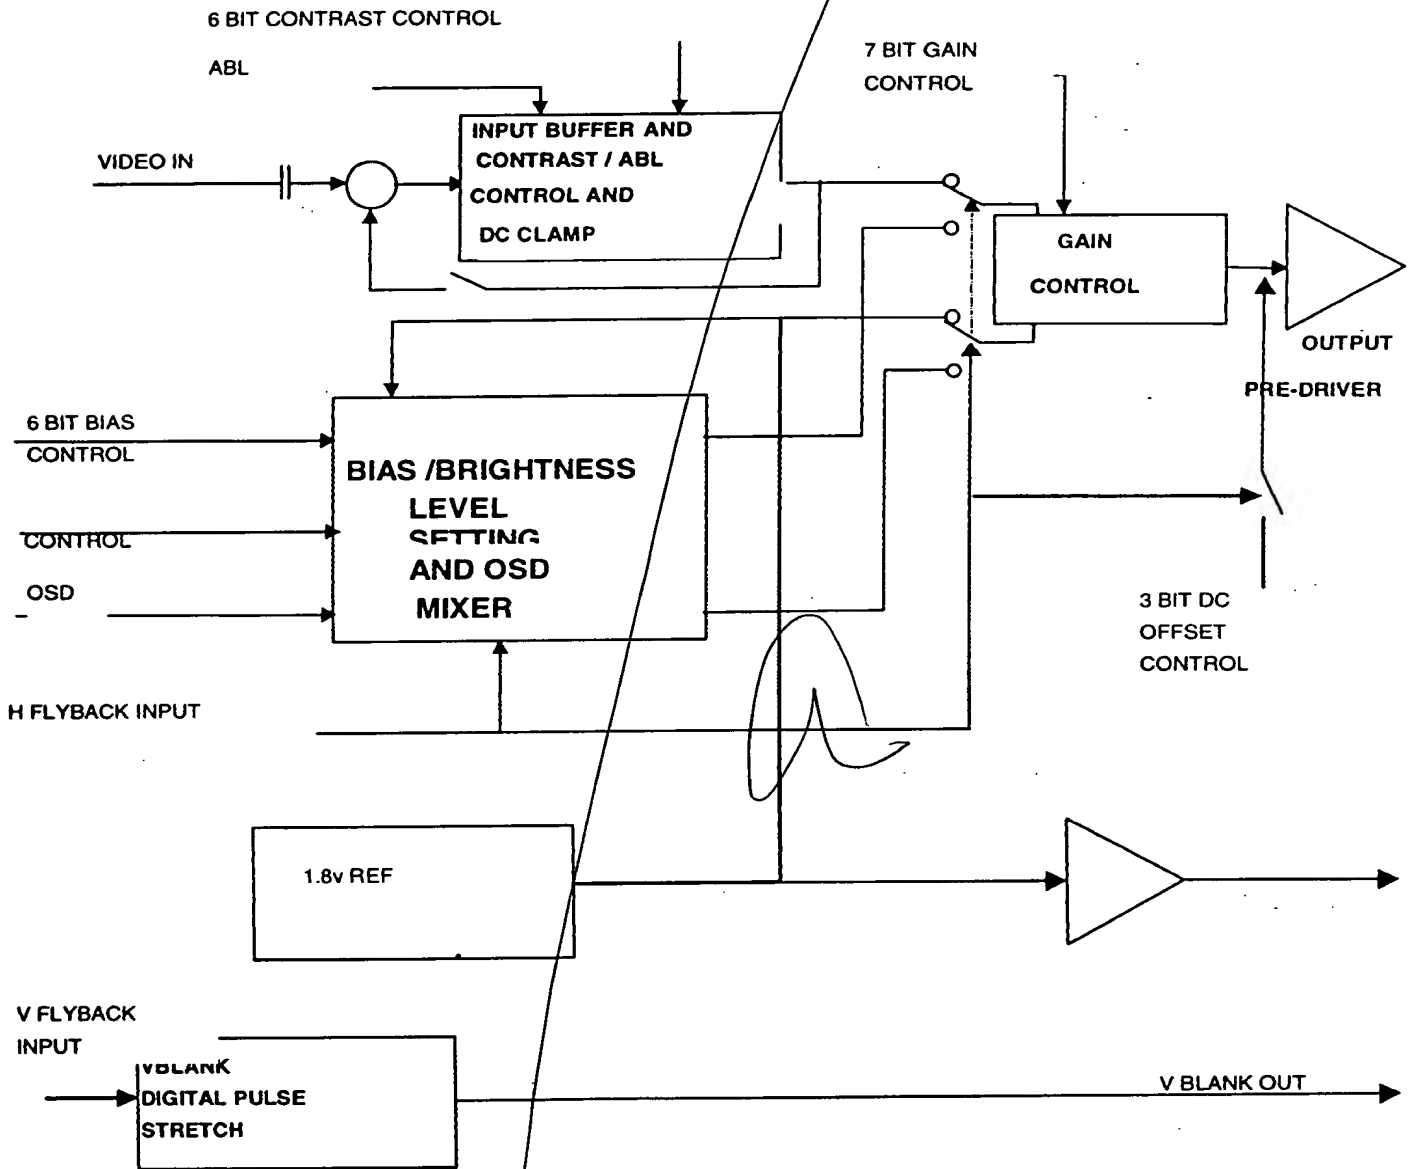 6 BIT CONTRAST CONTROL
ABL
7 BIT GAIN
CONTROL
VIDEO IN
INPUT BUFFER AND
CONTRAST / ABL
CONTROL AND
DC CLAMP
GAIN
CONTROL
OUTPUT
PRE-DRIVER
6 BIT BIAS
CONTROL
BIAS /BRIGHTNESS
LEVEL
SETTING
AND OSD
MIXER
CONTROL
OSD
3 BIT DC
OFFSET
CONTROL
H FLYBACK INPUT
1.8v REF
V FLYBACK
INPUT
VBLANK
DIGITAL PULSE
STRETCH
V BLANK OUT